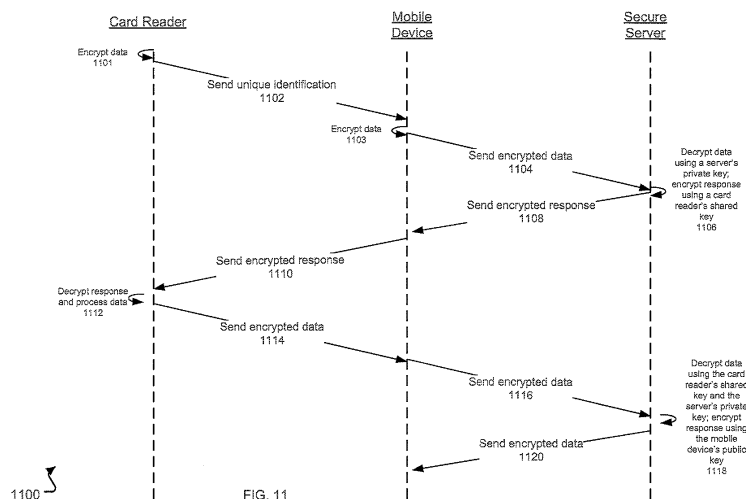 Card Reader
Mobile
Device
Secure
Server
Encrypt data
1101
Send unique identification
1102
Encrypt data
1103
Send encrypted data
1104
Decrypt data
using a server's
private key;
encrypt response
using a card
reader's shared
key
1106
Send encrypted response
1108
Send encrypted response
1110
Decrypt response
and process data
1112
Send encrypted data
1114
Send encrypted data
1116
Decrypt data
using the card
reader's shared
key and the
server's private
key; encrypt
response using
the mobile
device's public
key
1118
Send encrypted data
1120
1100
FIG. 11